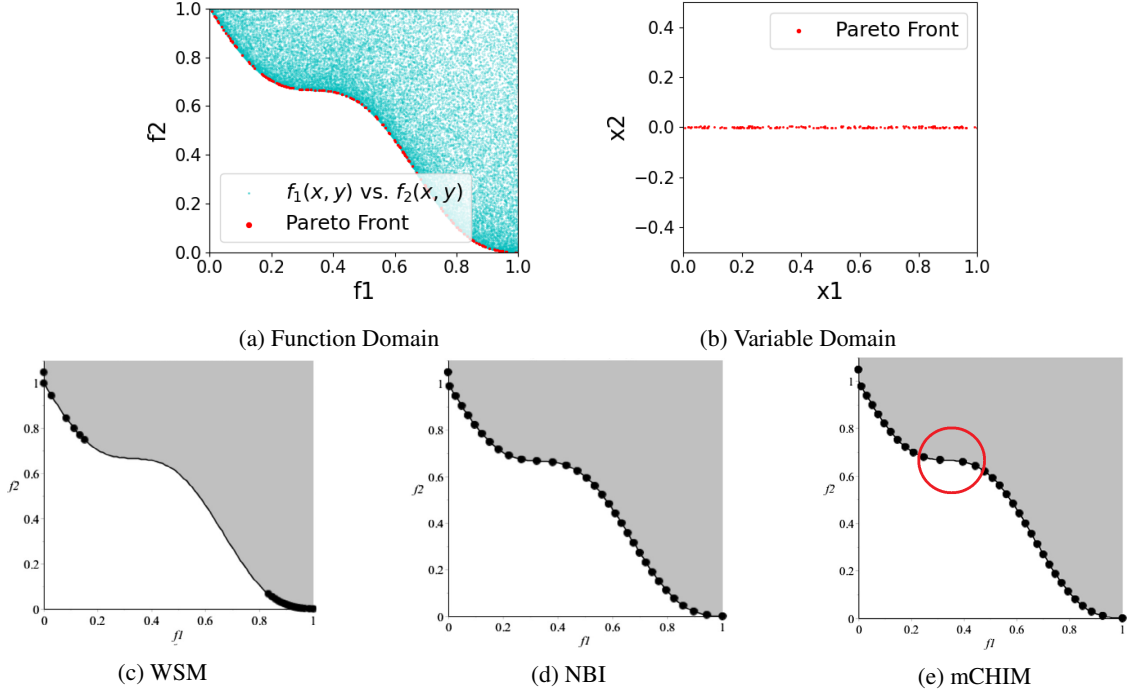 1.0
0.8
0.6
0.4
0.2
0.0
f2
f₁(x, y) vs. f₂(x, y)
Pareto Front
0.0 0.2 0.4 0.6 0.8 1.0
f1
(a) Function Domain
0.4
0.2
0.0
−0.2
−0.4
x2
Pareto Front
0.0 0.2 0.4 0.6 0.8 1.0
x1
(b) Variable Domain
1
0.8
0.6
f2
0.4
0.2
0
0 0.2 0.4 0.6 0.8 1
f1
(c) WSM
1
0.8
0.6
f2
0.4
0.2
0
0 0.2 0.4 0.6 0.8 1
f1
(d) NBI
1
0.8
0.6
f2
0.4
0.2
0
0 0.2 0.4 0.6 0.8 1
f1
(e) mCHIM